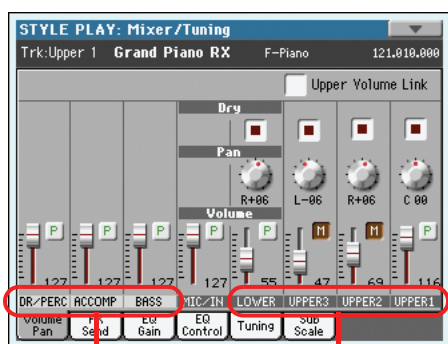 STYLE PLAY: Mixer/Tuning
Trk:Upper 1 Grand Piano RX F-Piano 121.010.000
Upper Volume Link
Dry
Pan
R+06 L-06 R+06 C 00
Volume
P P P P P M M P
127 127 127 127 55 47 69 116
DR/PERC ACCOMP BASS MIC/IN LOWER UPPER3 UPPER2 UPPER1
Volume Pan FX Send EQ Gain EQ Control Tuning Sub Scale